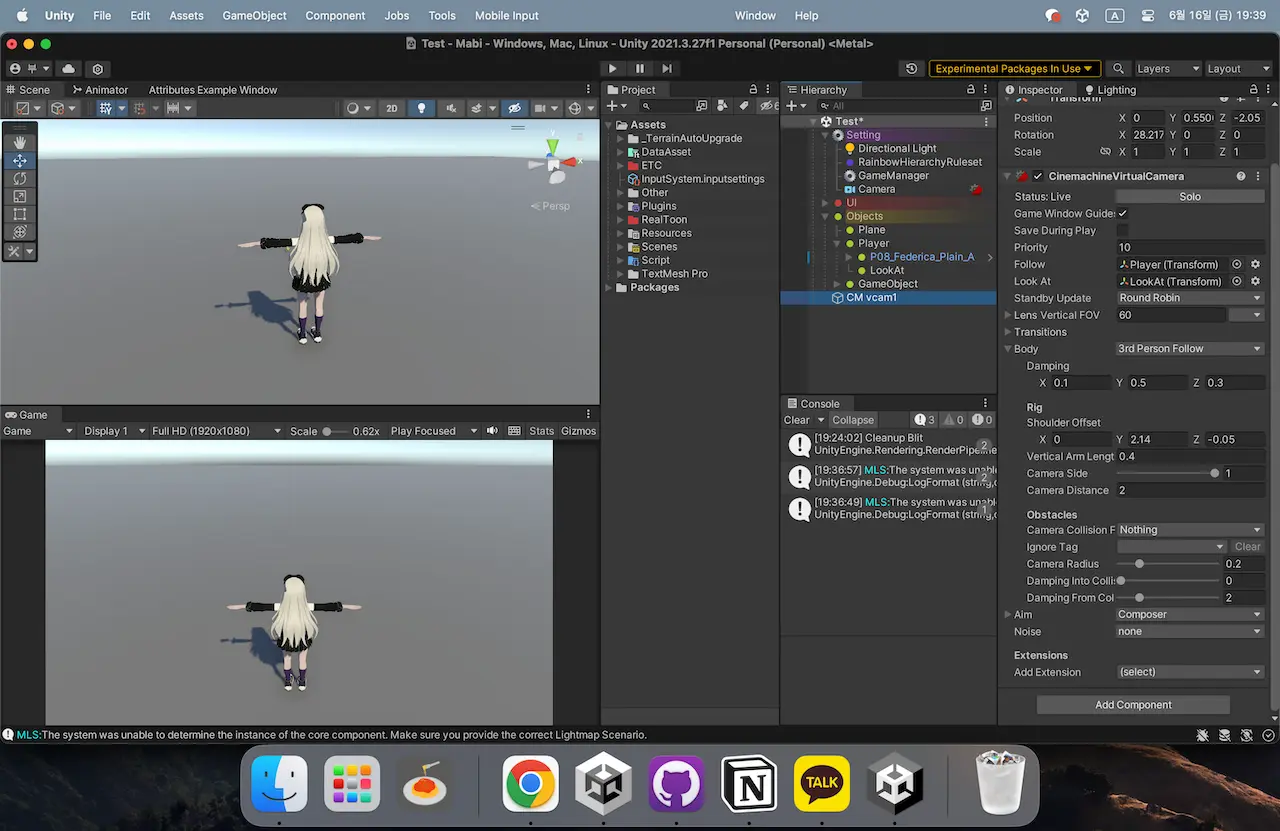 Unity File Edit Assets GameObject Component Jobs Tools Mobile Input Window Help A 6월 16일 (금) 19:39
Test - Mabi - Windows, Mac, Linux - Unity 2021.3.27f1 Personal (Personal) <Metal>
Experimental Packages In Use Layers Layout
Scene Animator Attributes Example Window
2D
Y
X
Persp
Game
Game Display 1 Full HD (1920x1080) Scale 0.62x Play Focused Stats Gizmos
Project
6
Assets
_TerrainAutoUpgrade
DataAsset
ETC
InputSystem.inputsettings
Other
Plugins
RealToon
Resources
Scenes
Script
TextMesh Pro
Packages
Hierarchy
All
Test*
Setting
Directional Light
RainbowHierarchyRuleset
GameManager
Camera
UI
Objects
Plane
Player
P08_Federica_Plain_A
LookAt
GameObject
CM vcam1
Console
Clear Collapse 3 0 0
[19:24:02] Cleanup Blit
UnityEngine.Rendering.RenderPipeline
2
[19:36:57] MLS:The system was unabl
UnityEngine.Debug:LogFormat (string,o
2
[19:36:49] MLS:The system was unabl
UnityEngine.Debug:LogFormat (string,o
1
Inspector Lighting
Transform
Position X 0 Y 0.550 Z -2.05
Rotation X 28.217 Y 0 Z 0
Scale X 1 Y 1 Z 1
CinemachineVirtualCamera
Status: Live Solo
Game Window Guides
Save During Play
Priority 10
Follow Player (Transform)
Look At LookAt (Transform)
Standby Update Round Robin
Lens Vertical FOV 60
Transitions
Body 3rd Person Follow
Damping
X 0.1 Y 0.5 Z 0.3
Rig
Shoulder Offset
X 0 Y 2.14 Z -0.05
Vertical Arm Lengt 0.4
Camera Side 1
Camera Distance 2
Obstacles
Camera Collision F Nothing
Ignore Tag Clear
Camera Radius 0.2
Damping Into Collis 0
Damping From Col 2
Aim Composer
Noise none
Extensions
Add Extension (select)
Add Component
MLS:The system was unable to determine the instance of the core component. Make sure you provide the correct Lightmap Scenario.
N
TALK